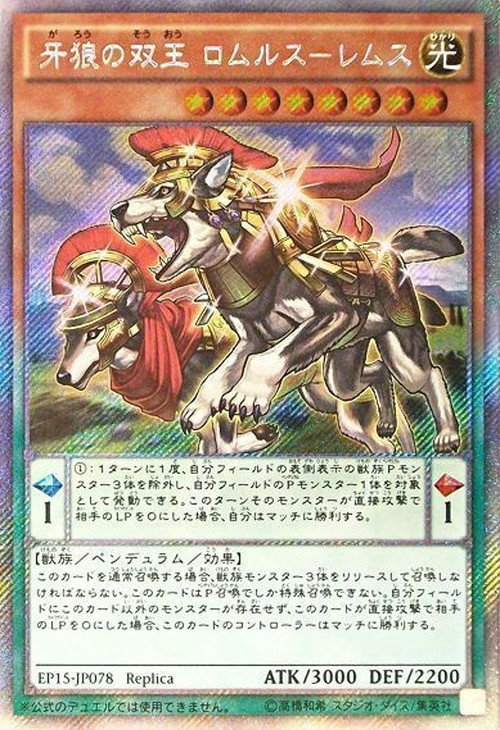 牙狼の双王 ロムルスーレムス
光
①：1ターンに1度、自分フィールドの表側表示の獣族Pモン
スター3体を除外し、自分フィールドのPモンスター1体を対象
として発動できる。このターンそのモンスターが直接攻撃で
相手のLPを0にした場合、自分はマッチに勝利する。
1
1
【獣族／ペンデュラム／効果】
このカードを通常召喚する場合、獣族モンスター3体をリリースして召喚しな
ければならない。このカードはP召喚でしか特殊召喚できない。自分フィール
ドにこのカード以外のモンスターが存在せず、このカードが直接攻撃で相手
のLPを0にした場合、このカードのコントローラーはマッチに勝利する。
EP15-JP078 Replica ATK/3000 DEF/2200
※公式のデュエルでは使用できません。 ©高橋和希 スタジオ・ダイス/集英社